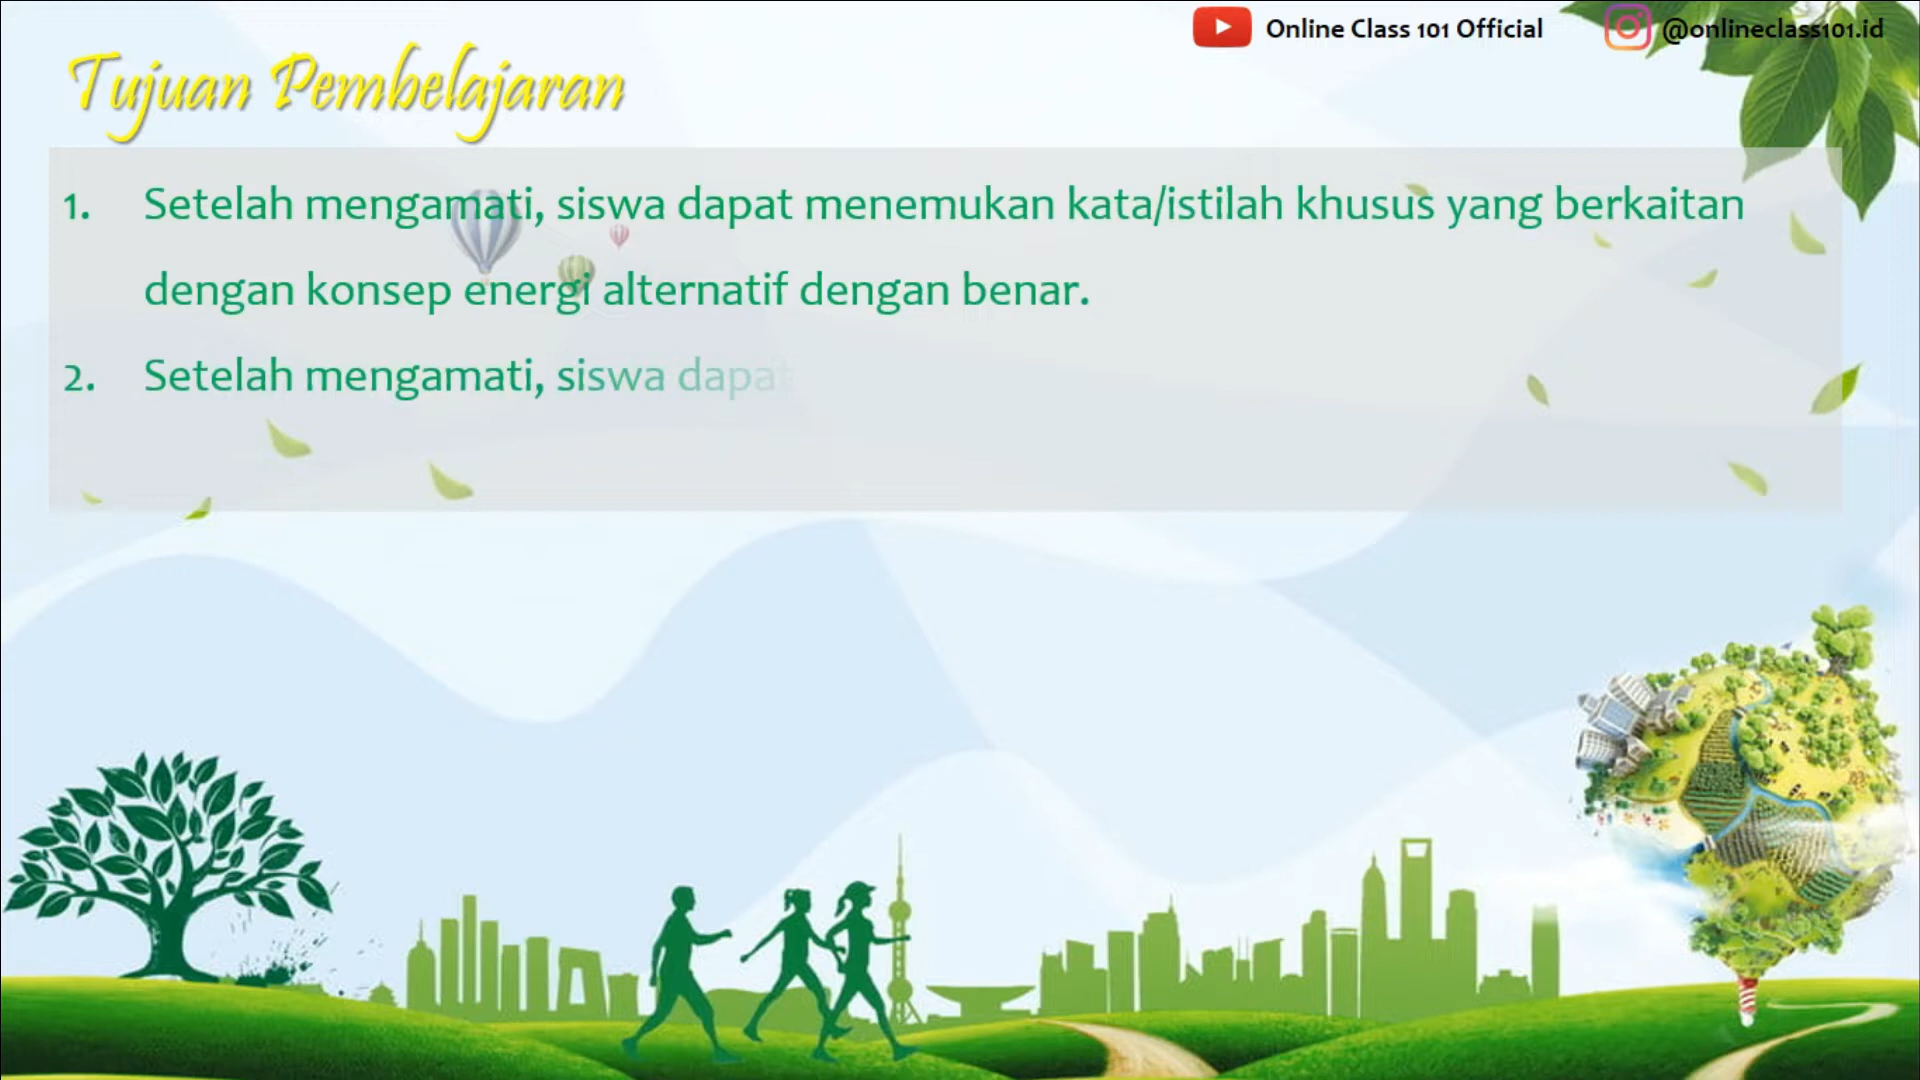 Online Class 101 Official
@onlineclass101.id
Tujuan Pembelajaran
1. Setelah mengamati, siswa dapat menemukan kata/istilah khusus yang berkaitan
dengan konsep energi alternatif dengan benar.
2. Setelah mengamati, siswa dapat